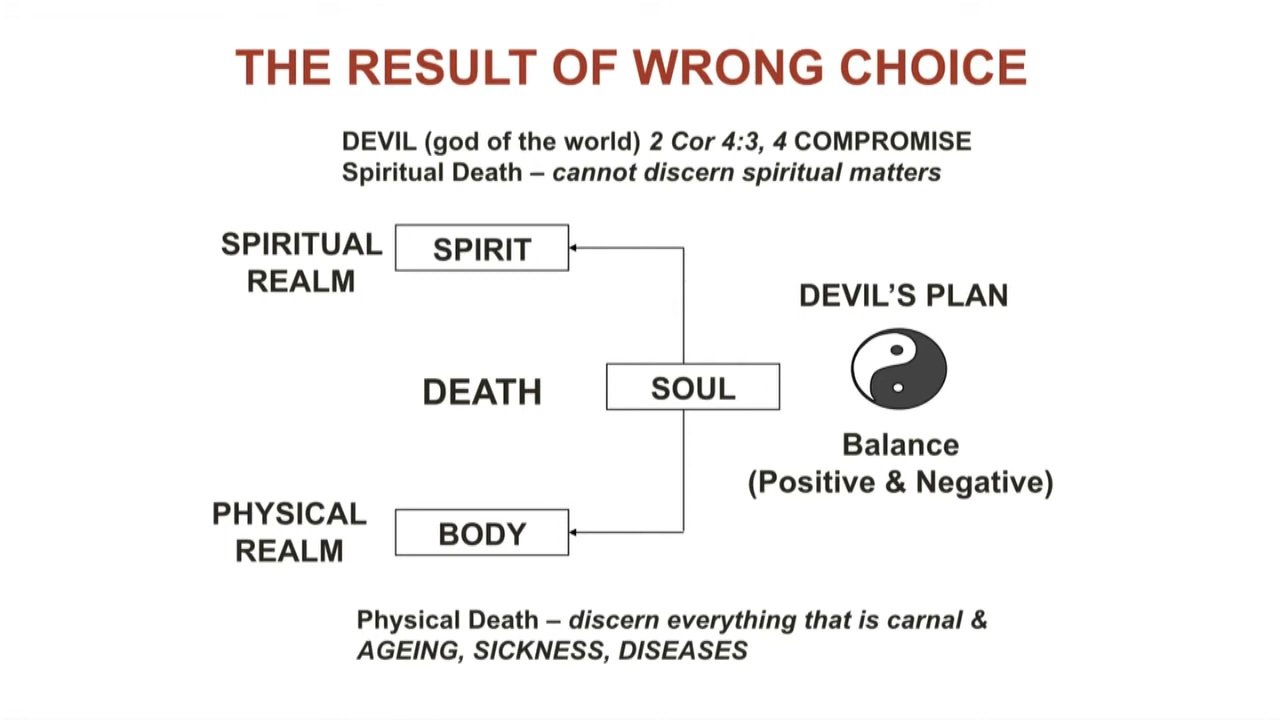 THE RESULT OF WRONG CHOICE
DEVIL (god of the world) 2 Cor 4:3, 4 COMPROMISE
Spiritual Death – cannot discern spiritual matters
SPIRITUAL
REALM
SPIRIT
DEVIL’S PLAN
DEATH
SOUL
Balance
(Positive & Negative)
PHYSICAL
REALM
BODY
Physical Death – discern everything that is carnal &
AGEING, SICKNESS, DISEASES